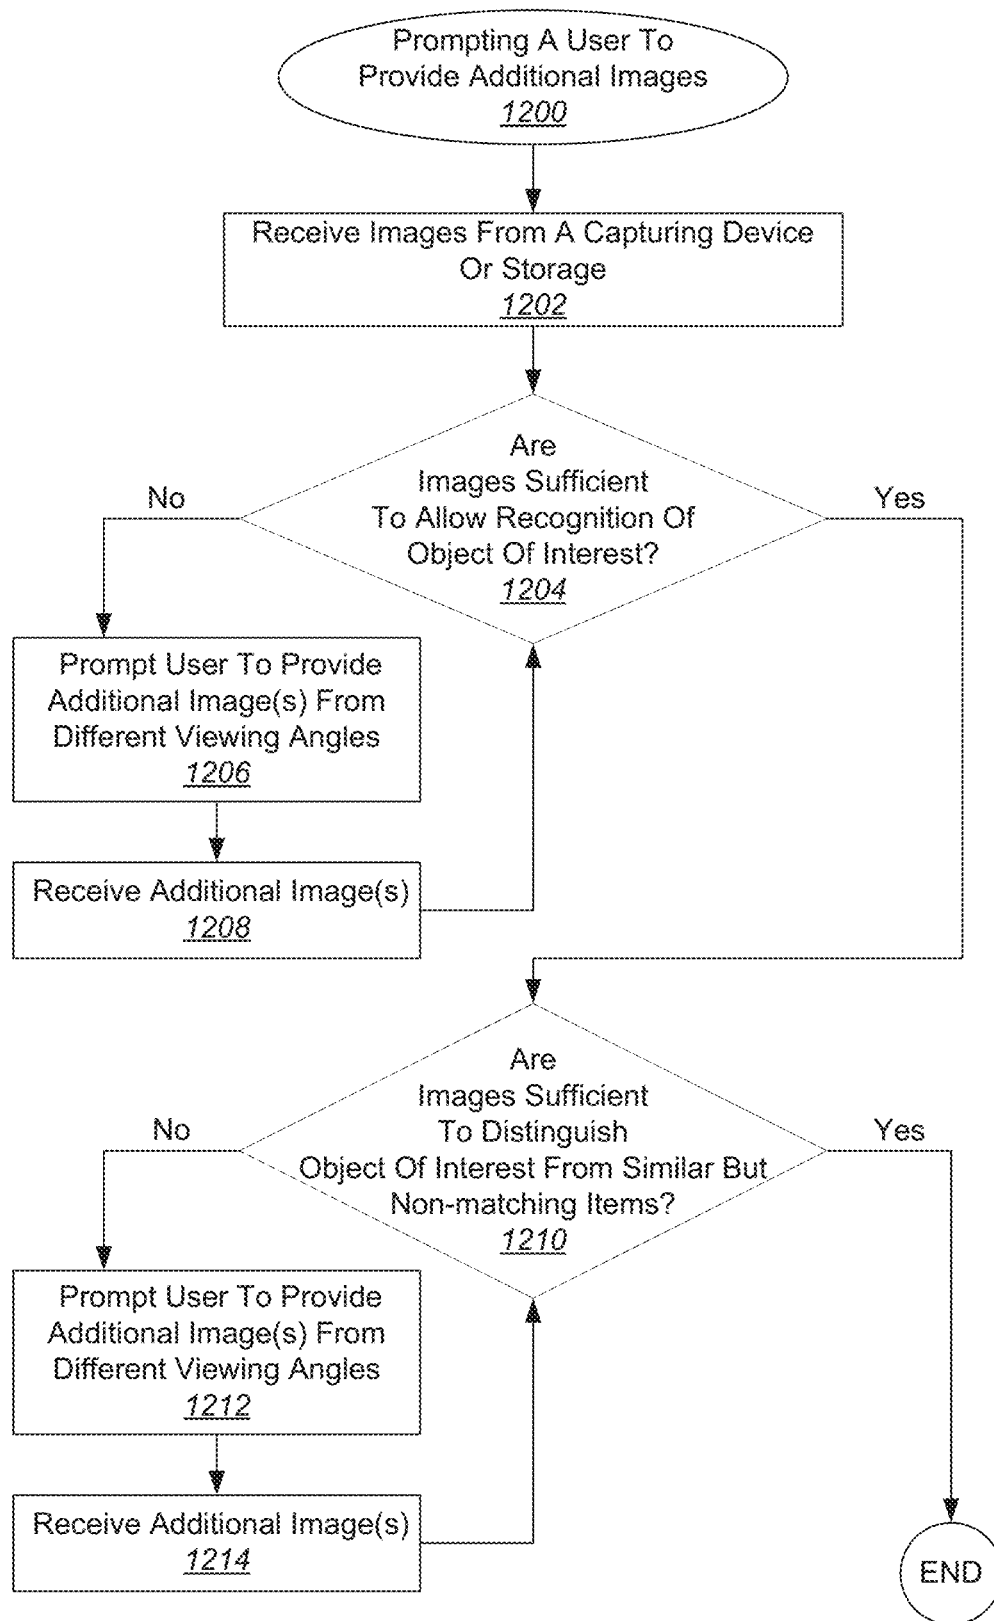 Prompting A User To
Provide Additional Images
1200
Receive Images From A Capturing Device
Or Storage
1202
Are
Images Sufficient
To Allow Recognition Of
Object Of Interest?
1204
No
Yes
Prompt User To Provide
Additional Image(s) From
Different Viewing Angles
1206
Receive Additional Image(s)
1208
Are
Images Sufficient
To Distinguish
Object Of Interest From Similar But
Non-matching Items?
1210
No
Yes
Prompt User To Provide
Additional Image(s) From
Different Viewing Angles
1212
Receive Additional Image(s)
1214
END